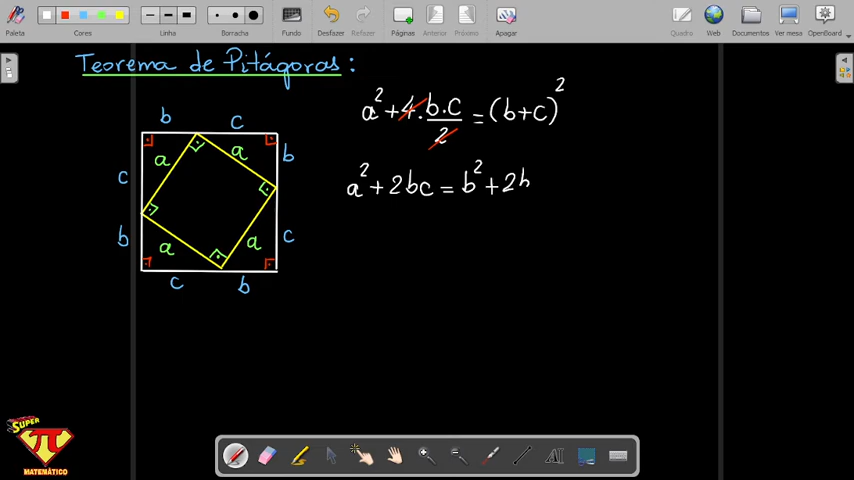 Paleta
Cores
Linha
Borracha
Fundo
Desfazer
Refazer
Páginas
Anterior
Próximo
Apagar
Quadro
Web
Documentos
Ver mesa
OpenBoard
Teorema de Pitágoras:
a² + 4·b·c/2 = (b+c)²
a² + 2bc = b² + 2b
b
c
a
a
b
c
b
a
a
c
c
b
SUPER
π
MATEMÁTICO
AI